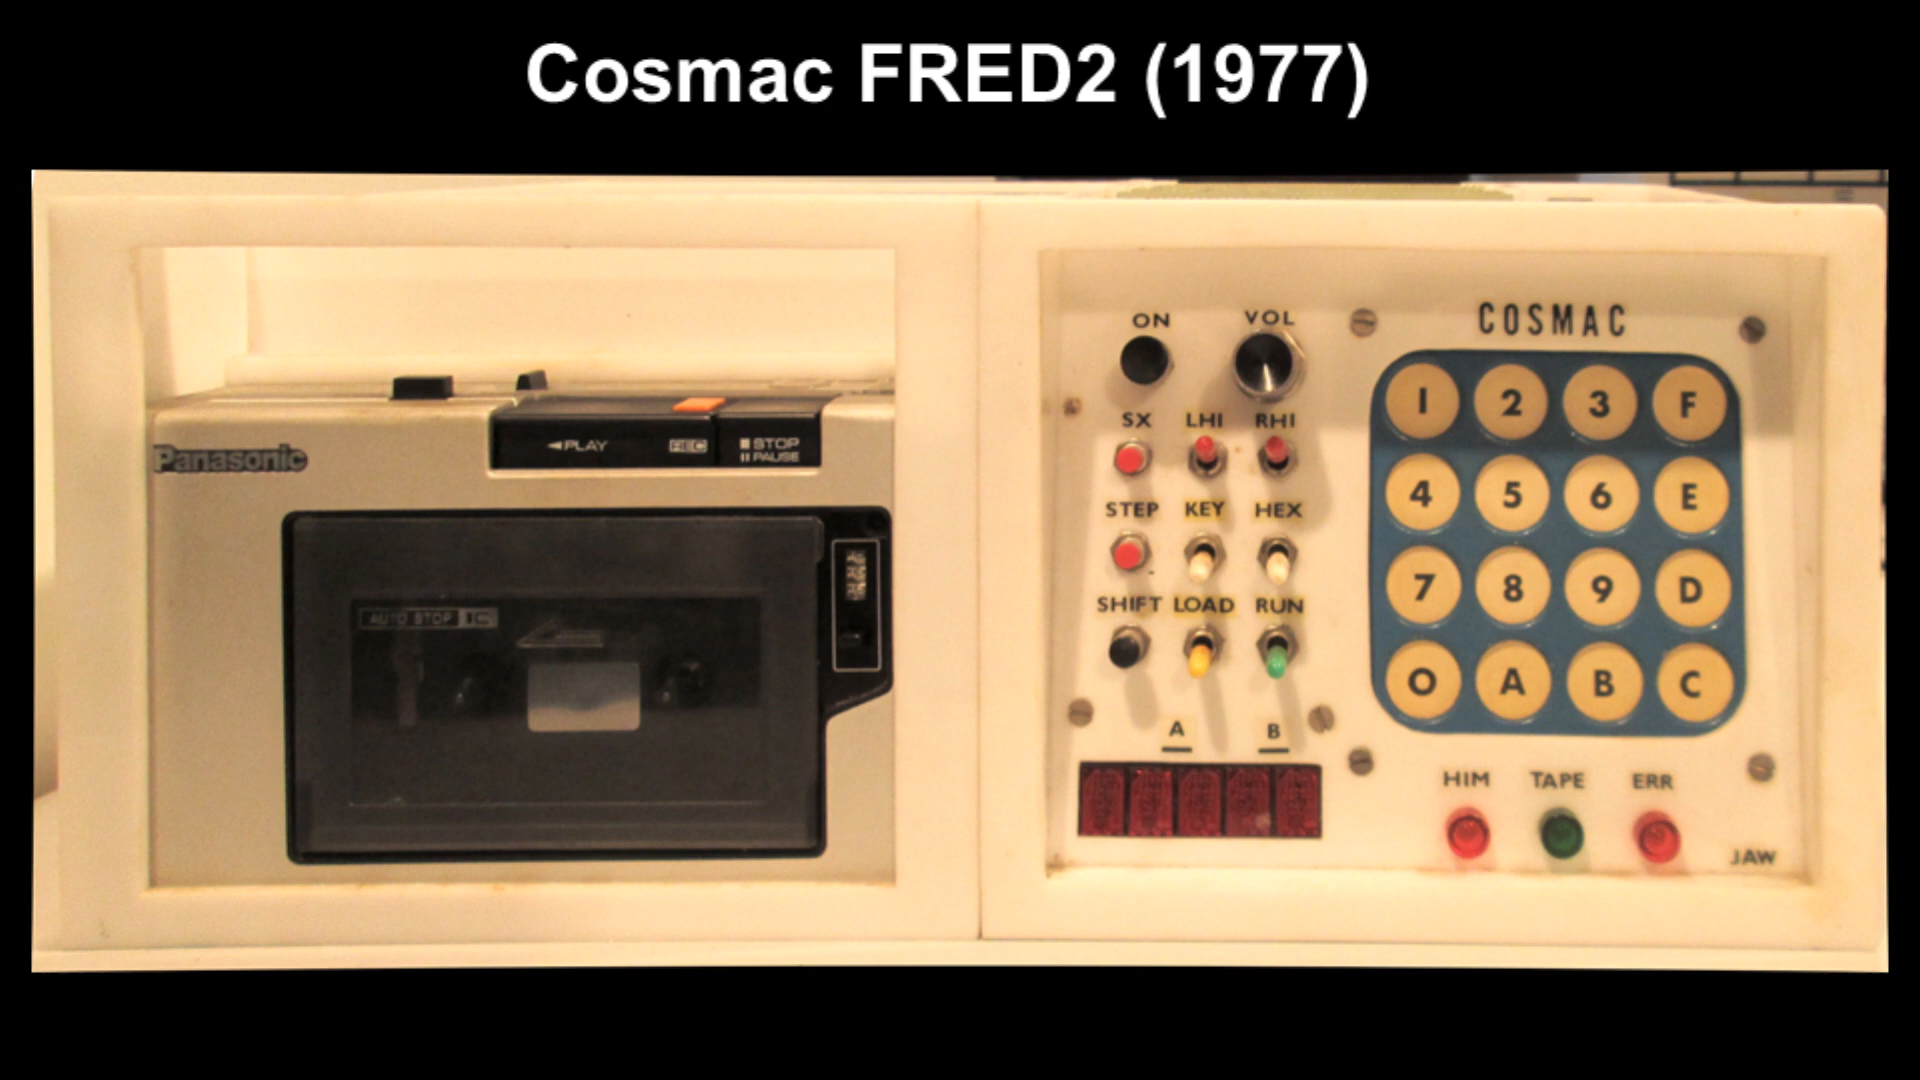 Cosmac FRED2 (1977)
Panasonic
◄PLAY REC ■ STOP
II PAUSE
AUTO STOP
ON VOL
SX LHI RHI
STEP KEY HEX
SHIFT LOAD RUN
A B
COSMAC
1 2 3 F
4 5 6 E
7 8 9 D
0 A B C
HIM TAPE ERR
JAW